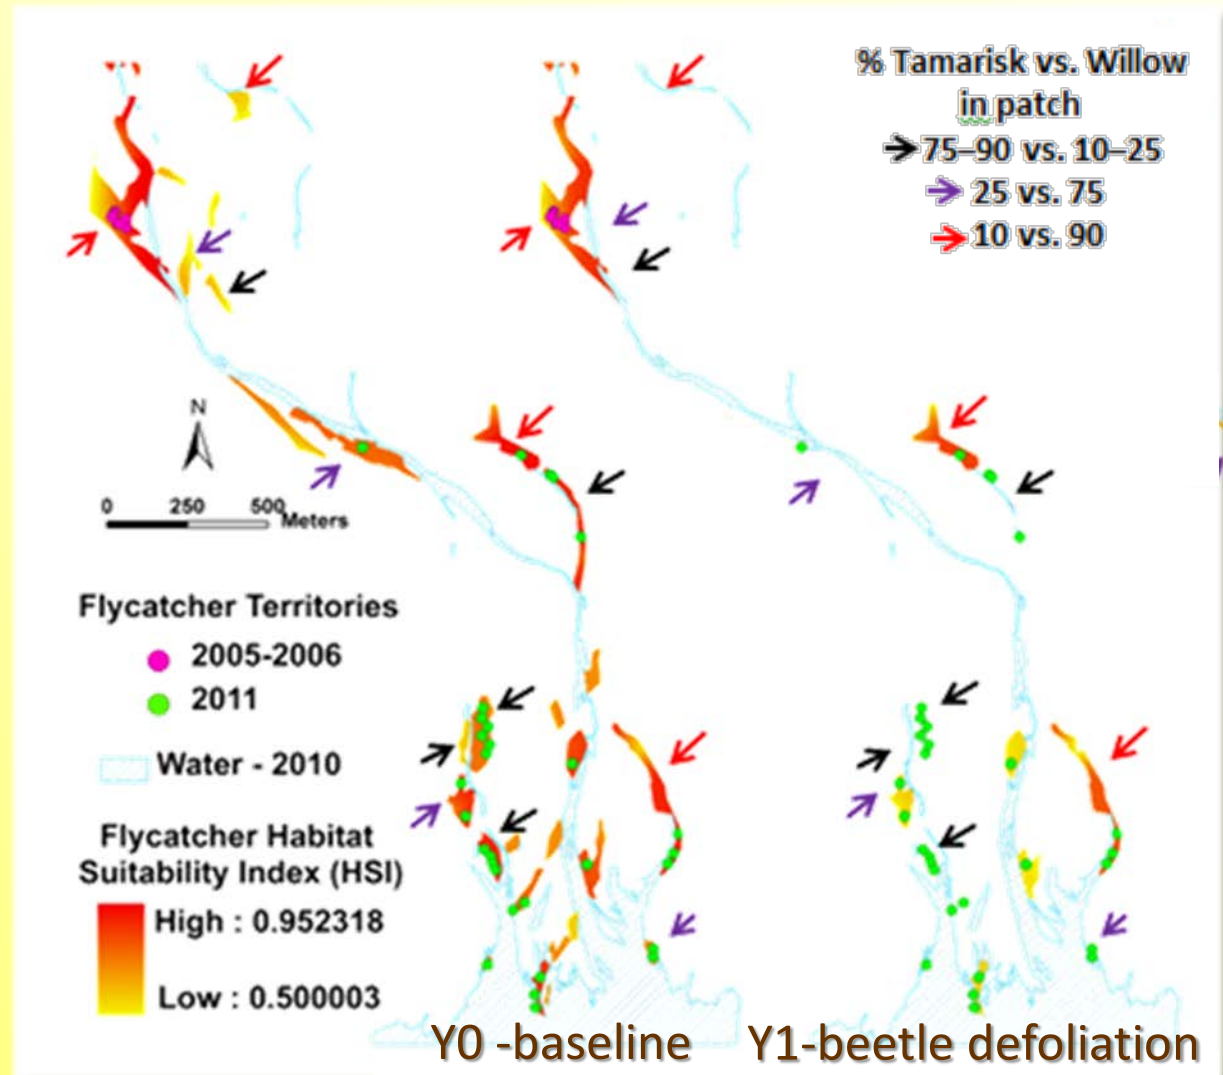 % Tamarisk vs. Willow
in patch
75–90 vs. 10–25
25 vs. 75
10 vs. 90
N
0 250 500
Meters
Flycatcher Territories
2005-2006
2011
Water - 2010
Flycatcher Habitat
Suitability Index (HSI)
High : 0.952318
Low : 0.500003
Y0 -baseline
Y1-beetle defoliation